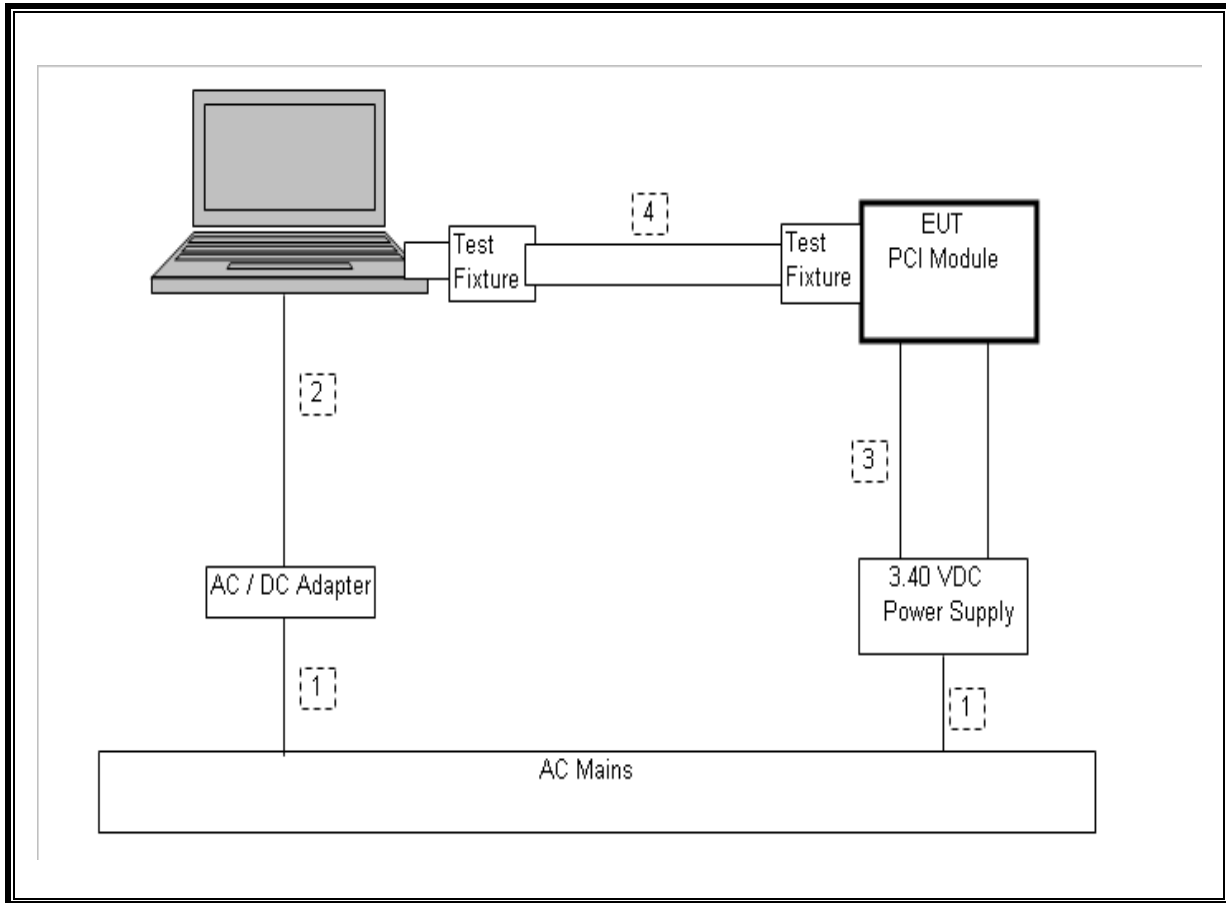 4
Test
Fixture
Test
Fixture
EUT
PCI Module
2
3
AC / DC Adapter
3.40 VDC
Power Supply
1
1
AC Mains